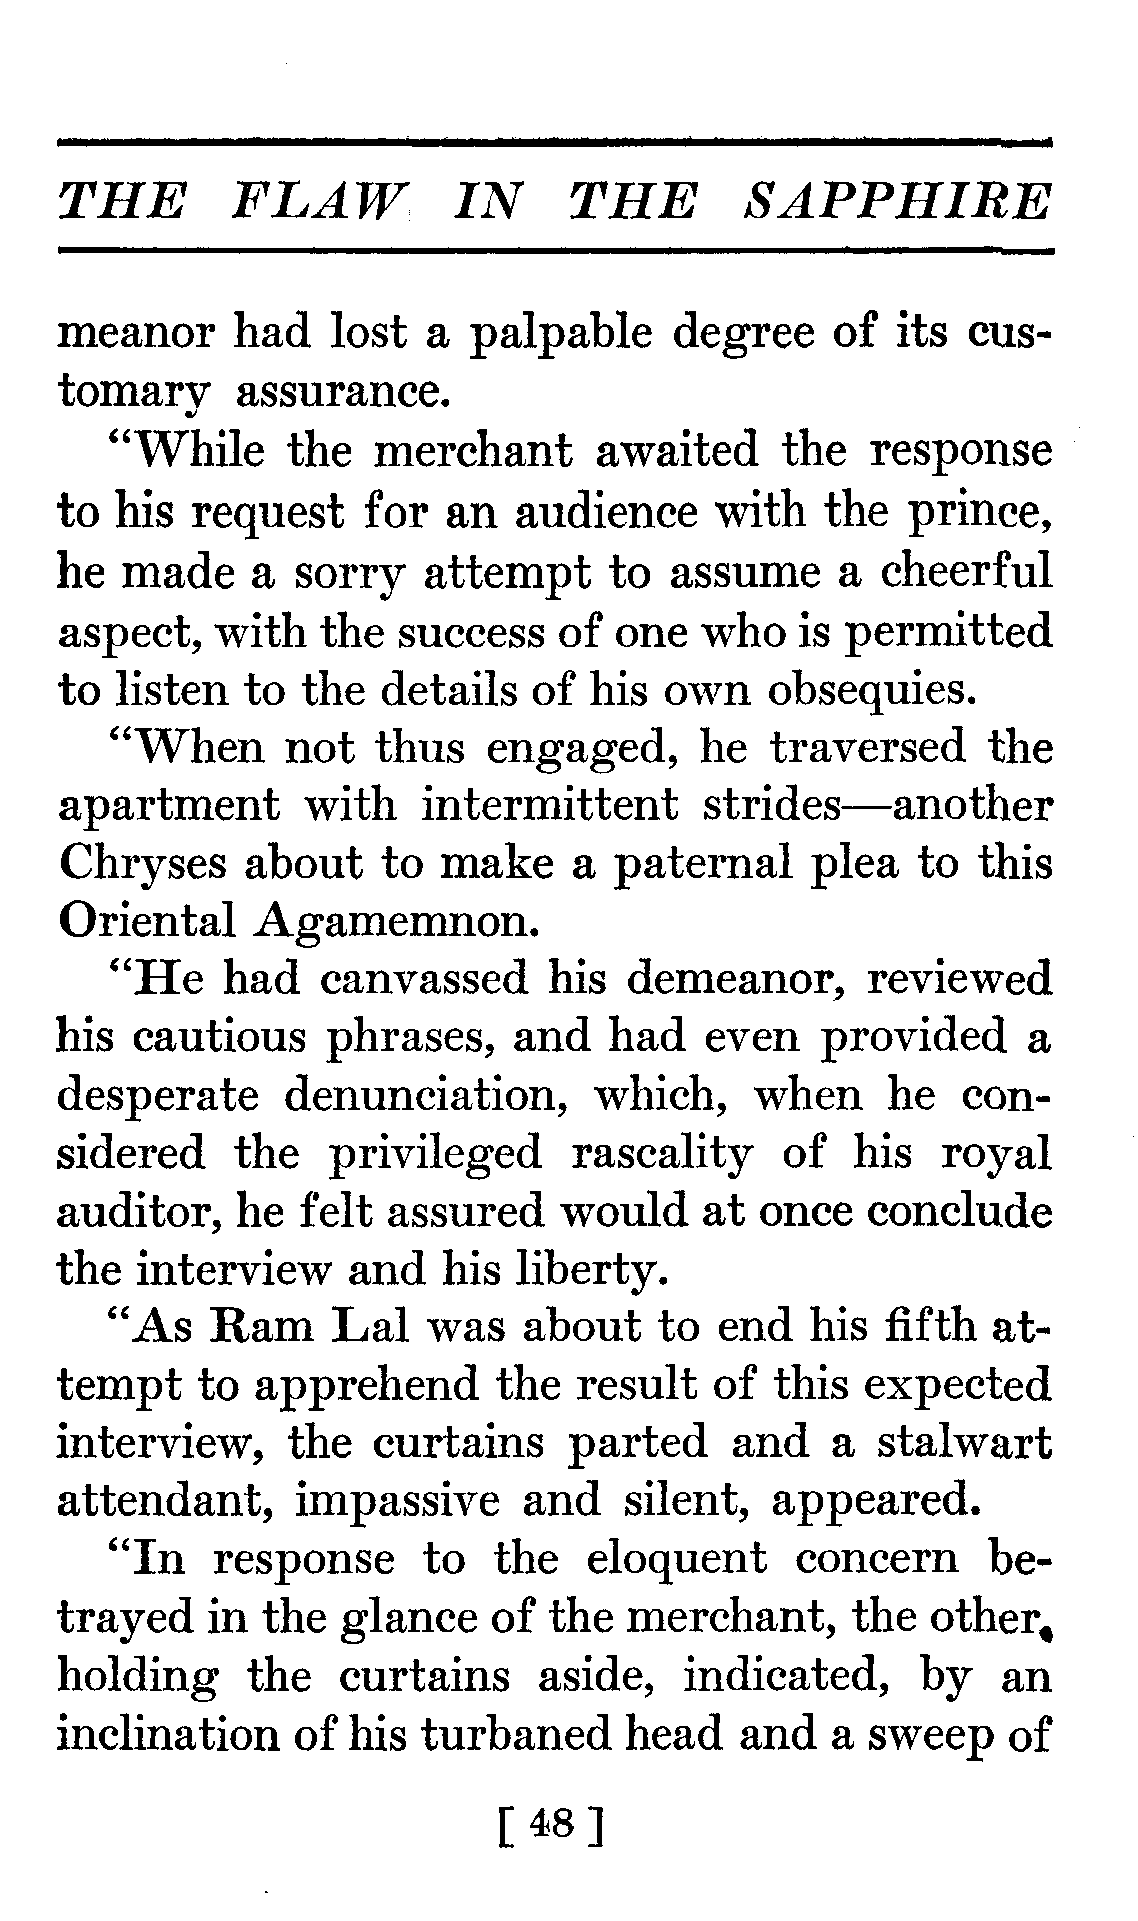 THE FLAW IN THE SAPPHIRE
meanor had lost a palpable degree of its cus-
tomary assurance.
“While the merchant awaited the response
to his request for an audience with the prince,
he made a sorry attempt to assume a cheerful
aspect, with the success of one who is permitted
to listen to the details of his own obsequies.
“When not thus engaged, he traversed the
apartment with intermittent strides—another
Chryses about to make a paternal plea to this
Oriental Agamemnon.
“He had canvassed his demeanor, reviewed
his cautious phrases, and had even provided a
desperate denunciation, which, when he con-
sidered the privileged rascality of his royal
auditor, he felt assured would at once conclude
the interview and his liberty.
“As Ram Lal was about to end his fifth at-
tempt to apprehend the result of this expected
interview, the curtains parted and a stalwart
attendant, impassive and silent, appeared.
“In response to the eloquent concern be-
trayed in the glance of the merchant, the other,
holding the curtains aside, indicated, by an
inclination of his turbaned head and a sweep of
[ 48 ]